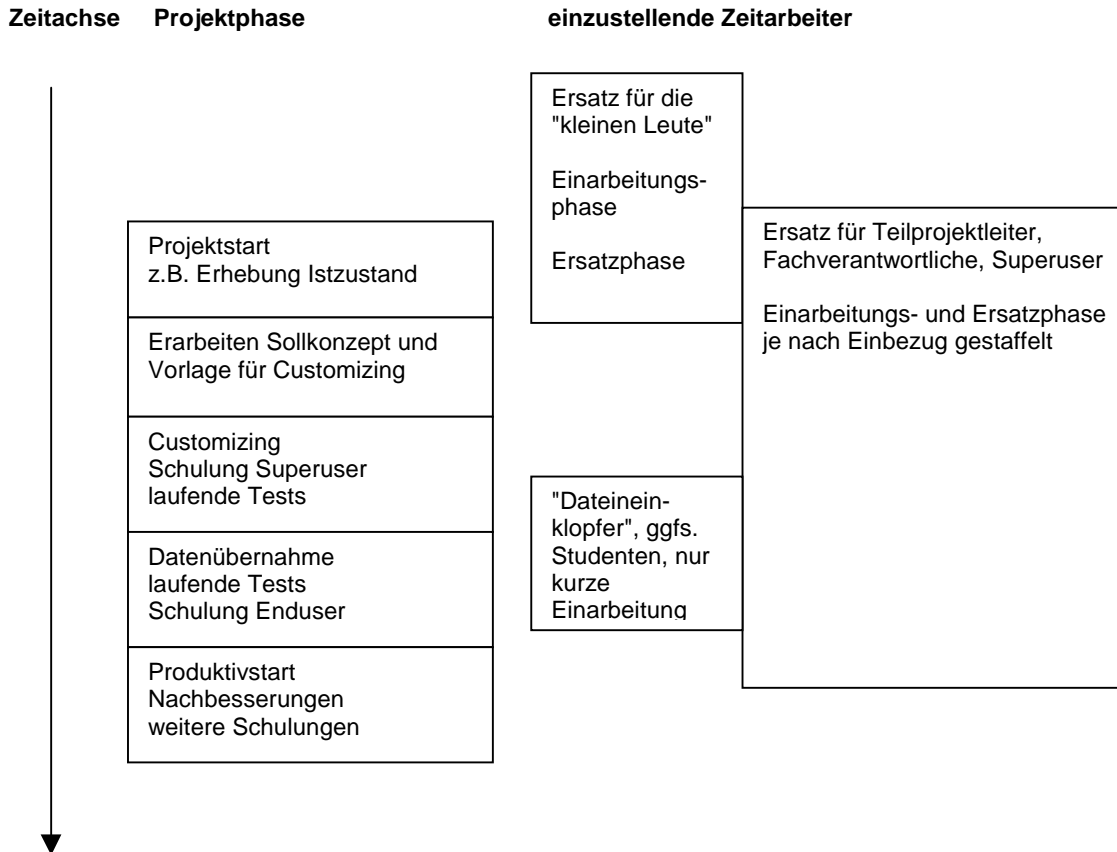 Zeitachse Projektphase einzustellende Zeitarbeiter
Ersatz für die
"kleinen Leute"
Einarbeitungs-
phase
Ersatzphase
Ersatz für Teilprojektleiter,
Fachverantwortliche, Superuser
Einarbeitungs- und Ersatzphase
je nach Einbezug gestaffelt
Projektstart
z.B. Erhebung Istzustand
Erarbeiten Sollkonzept und
Vorlage für Customizing
Customizing
Schulung Superuser
laufende Tests
"Dateinein-
klopfer", ggfs.
Studenten, nur
kurze
Einarbeitung
Datenübernahme
laufende Tests
Schulung Enduser
Produktivstart
Nachbesserungen
weitere Schulungen